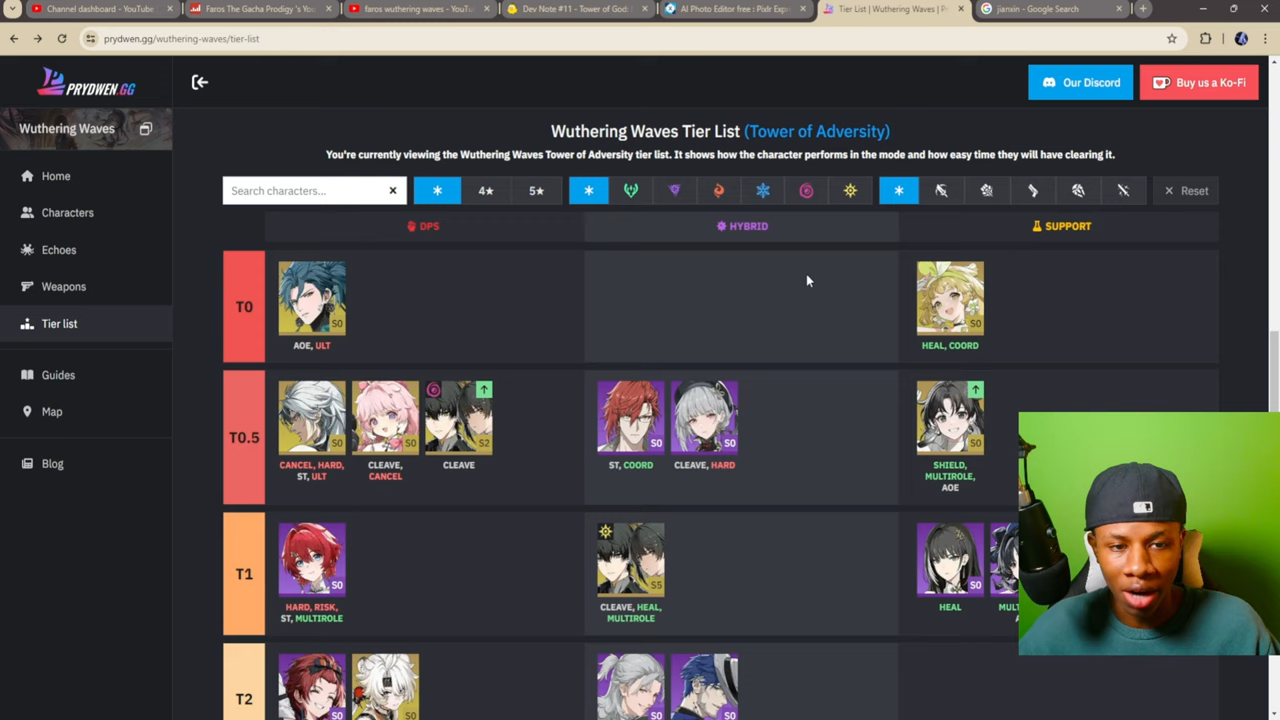 Channel dashboard - YouTube
Faros The Gacha Prodigy 's You
faros wuthering waves - YouTu
Dev Note #11 - Tower of God:
AI Photo Editor free : Pixlr Exp
Tier List | Wuthering Waves | P
jianxin - Google Search
prydwen.gg/wuthering-waves/tier-list
PRYDWEN.GG
Our Discord
Buy us a Ko-Fi
Wuthering Waves
Home
Characters
Echoes
Weapons
Tier list
Guides
Map
Blog
Wuthering Waves Tier List (Tower of Adversity)
You're currently viewing the Wuthering Waves Tower of Adversity tier list. It shows how the character performs in the mode and how easy time they will have clearing it.
Search characters...
4★
5★
Reset
DPS
HYBRID
SUPPORT
T0
S0
AOE, ULT
S0
HEAL, COORD
T0.5
S0
CANCEL, HARD,
ST, ULT
S0
CLEAVE,
CANCEL
S2
CLEAVE
S0
ST, COORD
S0
CLEAVE, HARD
S0
SHIELD,
MULTIROLE,
AOE
T1
S0
HARD, RISK,
ST, MULTIROLE
S5
CLEAVE, HEAL,
MULTIROLE
S0
HEAL
MUL
T2
S0
S0
S0
S0